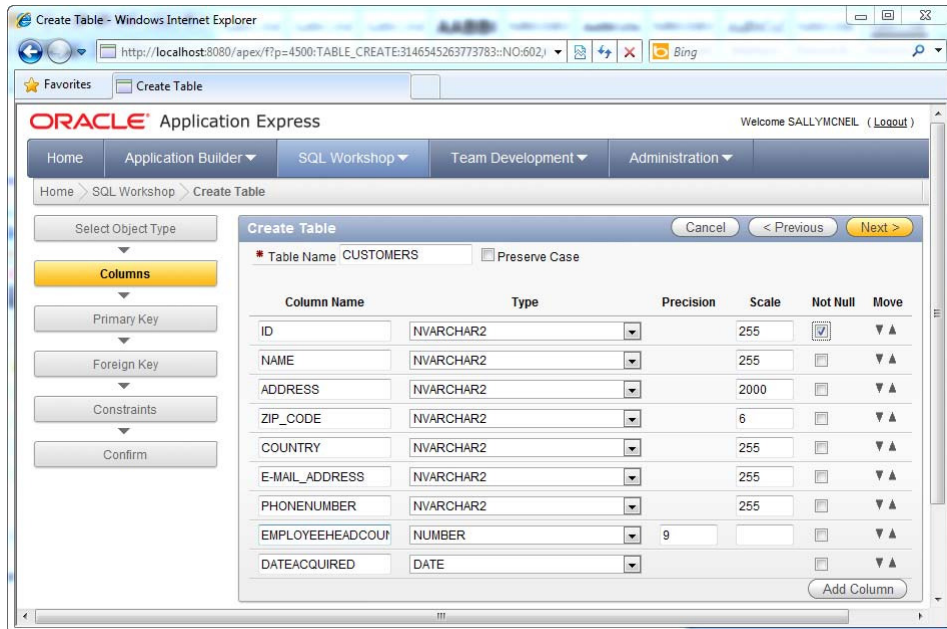 Create Table - Windows Internet Explorer
http://localhost:8080/apex/f?p=4500:TABLE_CREATE:3146545263773783::NO:602,
Bing
Favorites
Create Table
ORACLE Application Express
Welcome SALLYMCNEIL ( Logout )
Home Application Builder SQL Workshop Team Development Administration
Home SQL Workshop Create Table
Select Object Type
Columns
Primary Key
Foreign Key
Constraints
Confirm
Create Table Cancel < Previous Next >
* Table Name CUSTOMERS Preserve Case
Column Name Type Precision Scale Not Null Move
ID NVARCHAR2 255
NAME NVARCHAR2 255
ADDRESS NVARCHAR2 2000
ZIP_CODE NVARCHAR2 6
COUNTRY NVARCHAR2 255
E-MAIL_ADDRESS NVARCHAR2 255
PHONENUMBER NVARCHAR2 255
EMPLOYEEHEADCOUN NUMBER 9
DATEACQUIRED DATE
Add Column